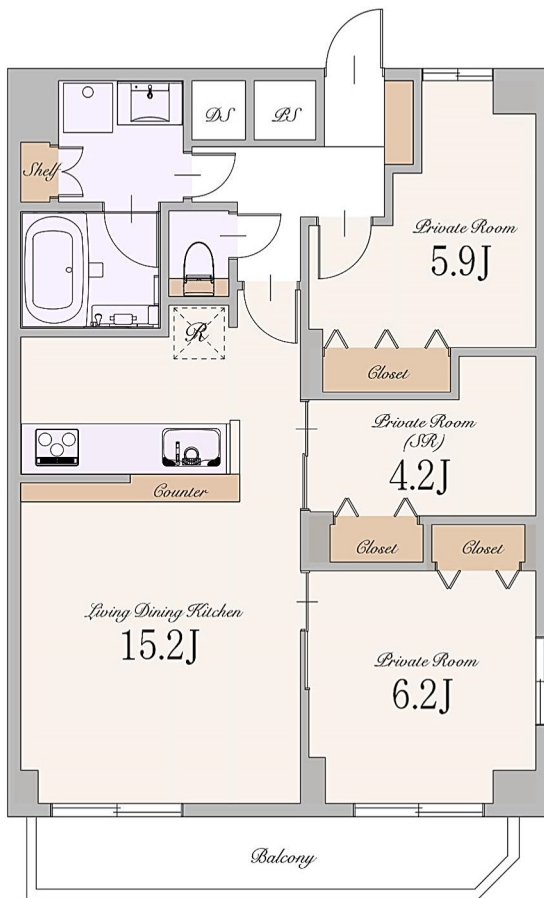 DS
PS
Shelf
Private Room
5.9J
R
Closet
Private Room
(SR)
4.2J
Counter
Closet
Closet
Living Dining Kitchen
15.2J
Private Room
6.2J
Balcony